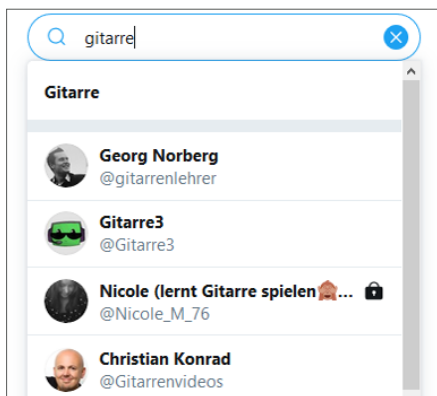 gitarre
Gitarre
Georg Norberg
@gitarrenlehrer
Gitarre3
@Gitarre3
Nicole (lernt Gitarre spielen🙈...
@Nicole_M_76
Christian Konrad
@Gitarrenvideos